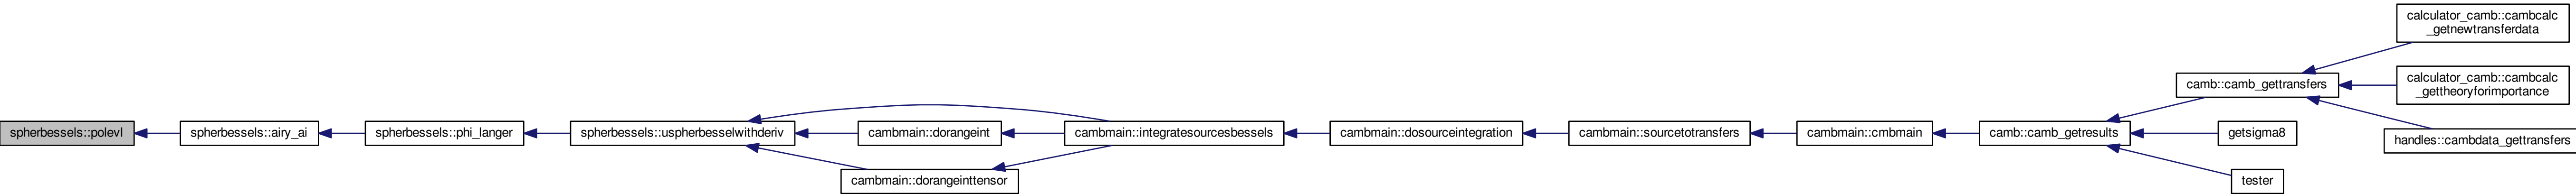 spherbessels::polevl
spherbessels::airy_ai
spherbessels::phi_langer
spherbessels::uspherbesselwithderiv
cambmain::dorangeint
cambmain::dorangeinttensor
cambmain::integratesourcesbessels
cambmain::dosourceintegration
cambmain::sourcetotransfers
cambmain::cmbmain
camb::camb_getresults
camb::camb_gettransfers
getsigma8
tester
calculator_camb::cambcalc
_getnewtransferdata
calculator_camb::cambcalc
_gettheoryforimportance
handles::cambdata_gettransfers